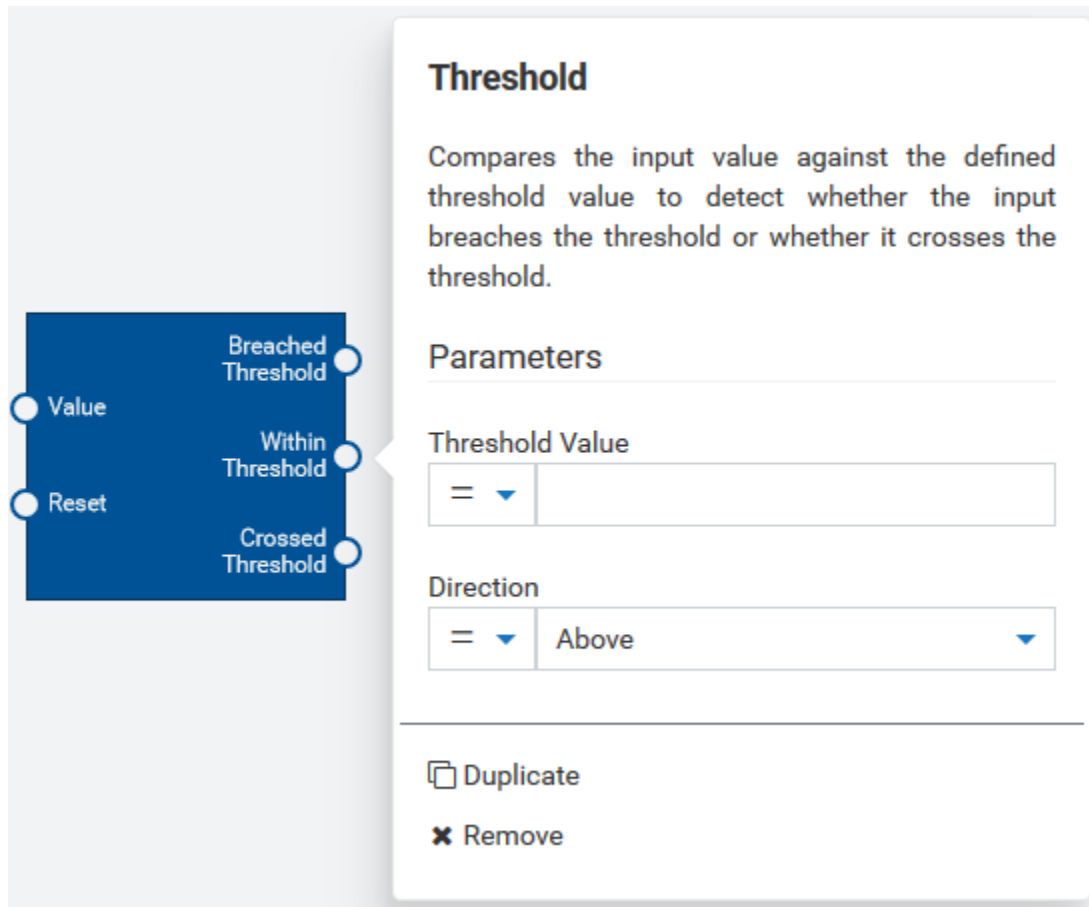 Threshold
Compares the input value against the defined
threshold value to detect whether the input
breaches the threshold or whether it crosses the
threshold.
Parameters
Threshold Value
=
Direction
= Above
Duplicate
Remove
Breached
Threshold
Value
Within
Threshold
Reset
Crossed
Threshold